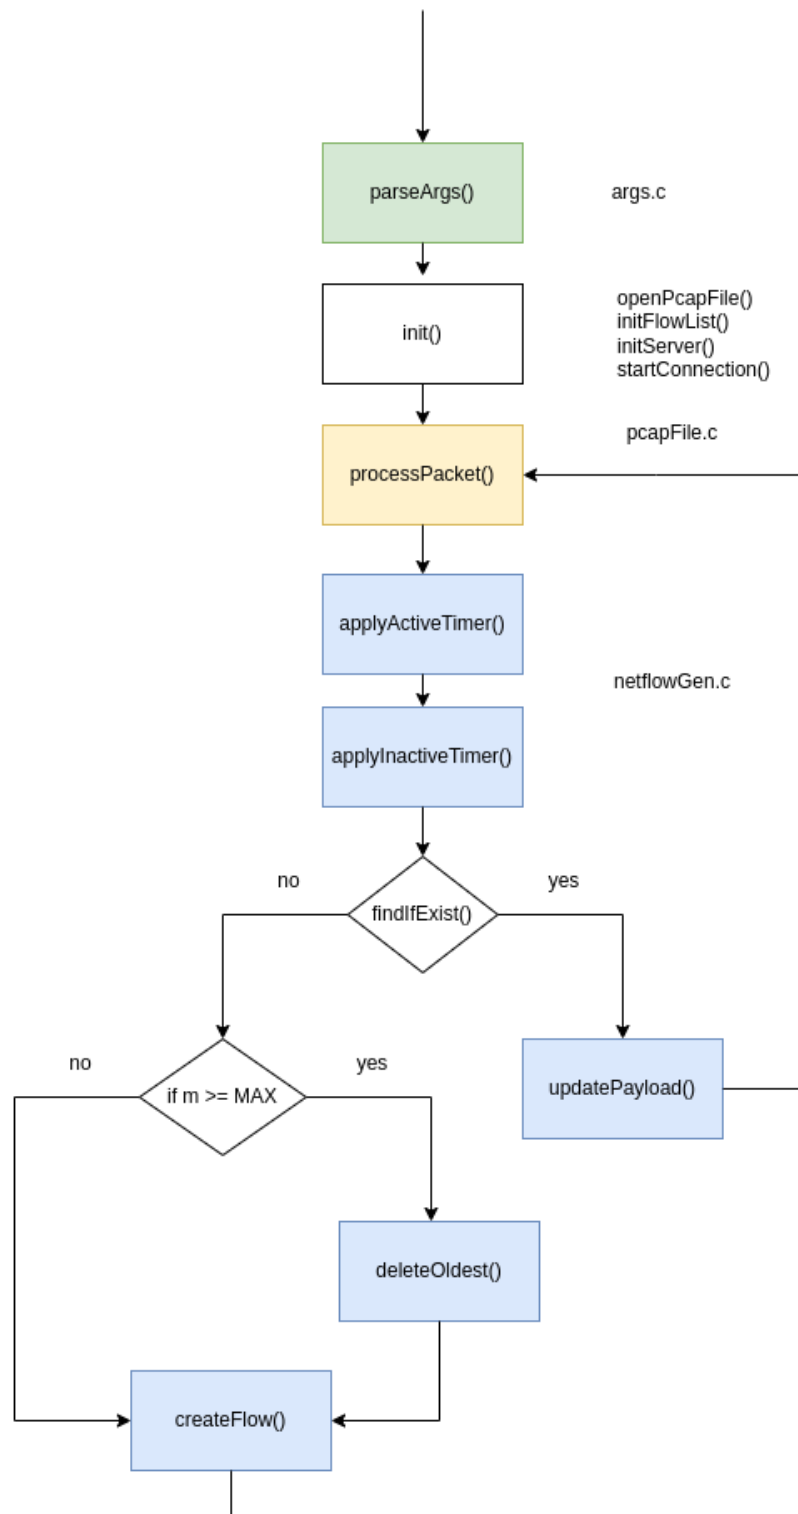 parseArgs()
args.c
init()
openPcapFile()
initFlowList()
initServer()
startConnection()
pcapFile.c
processPacket()
applyActiveTimer()
netflowGen.c
applyInactiveTimer()
no
yes
findIfExist()
no
yes
if m >= MAX
updatePayload()
deleteOldest()
createFlow()